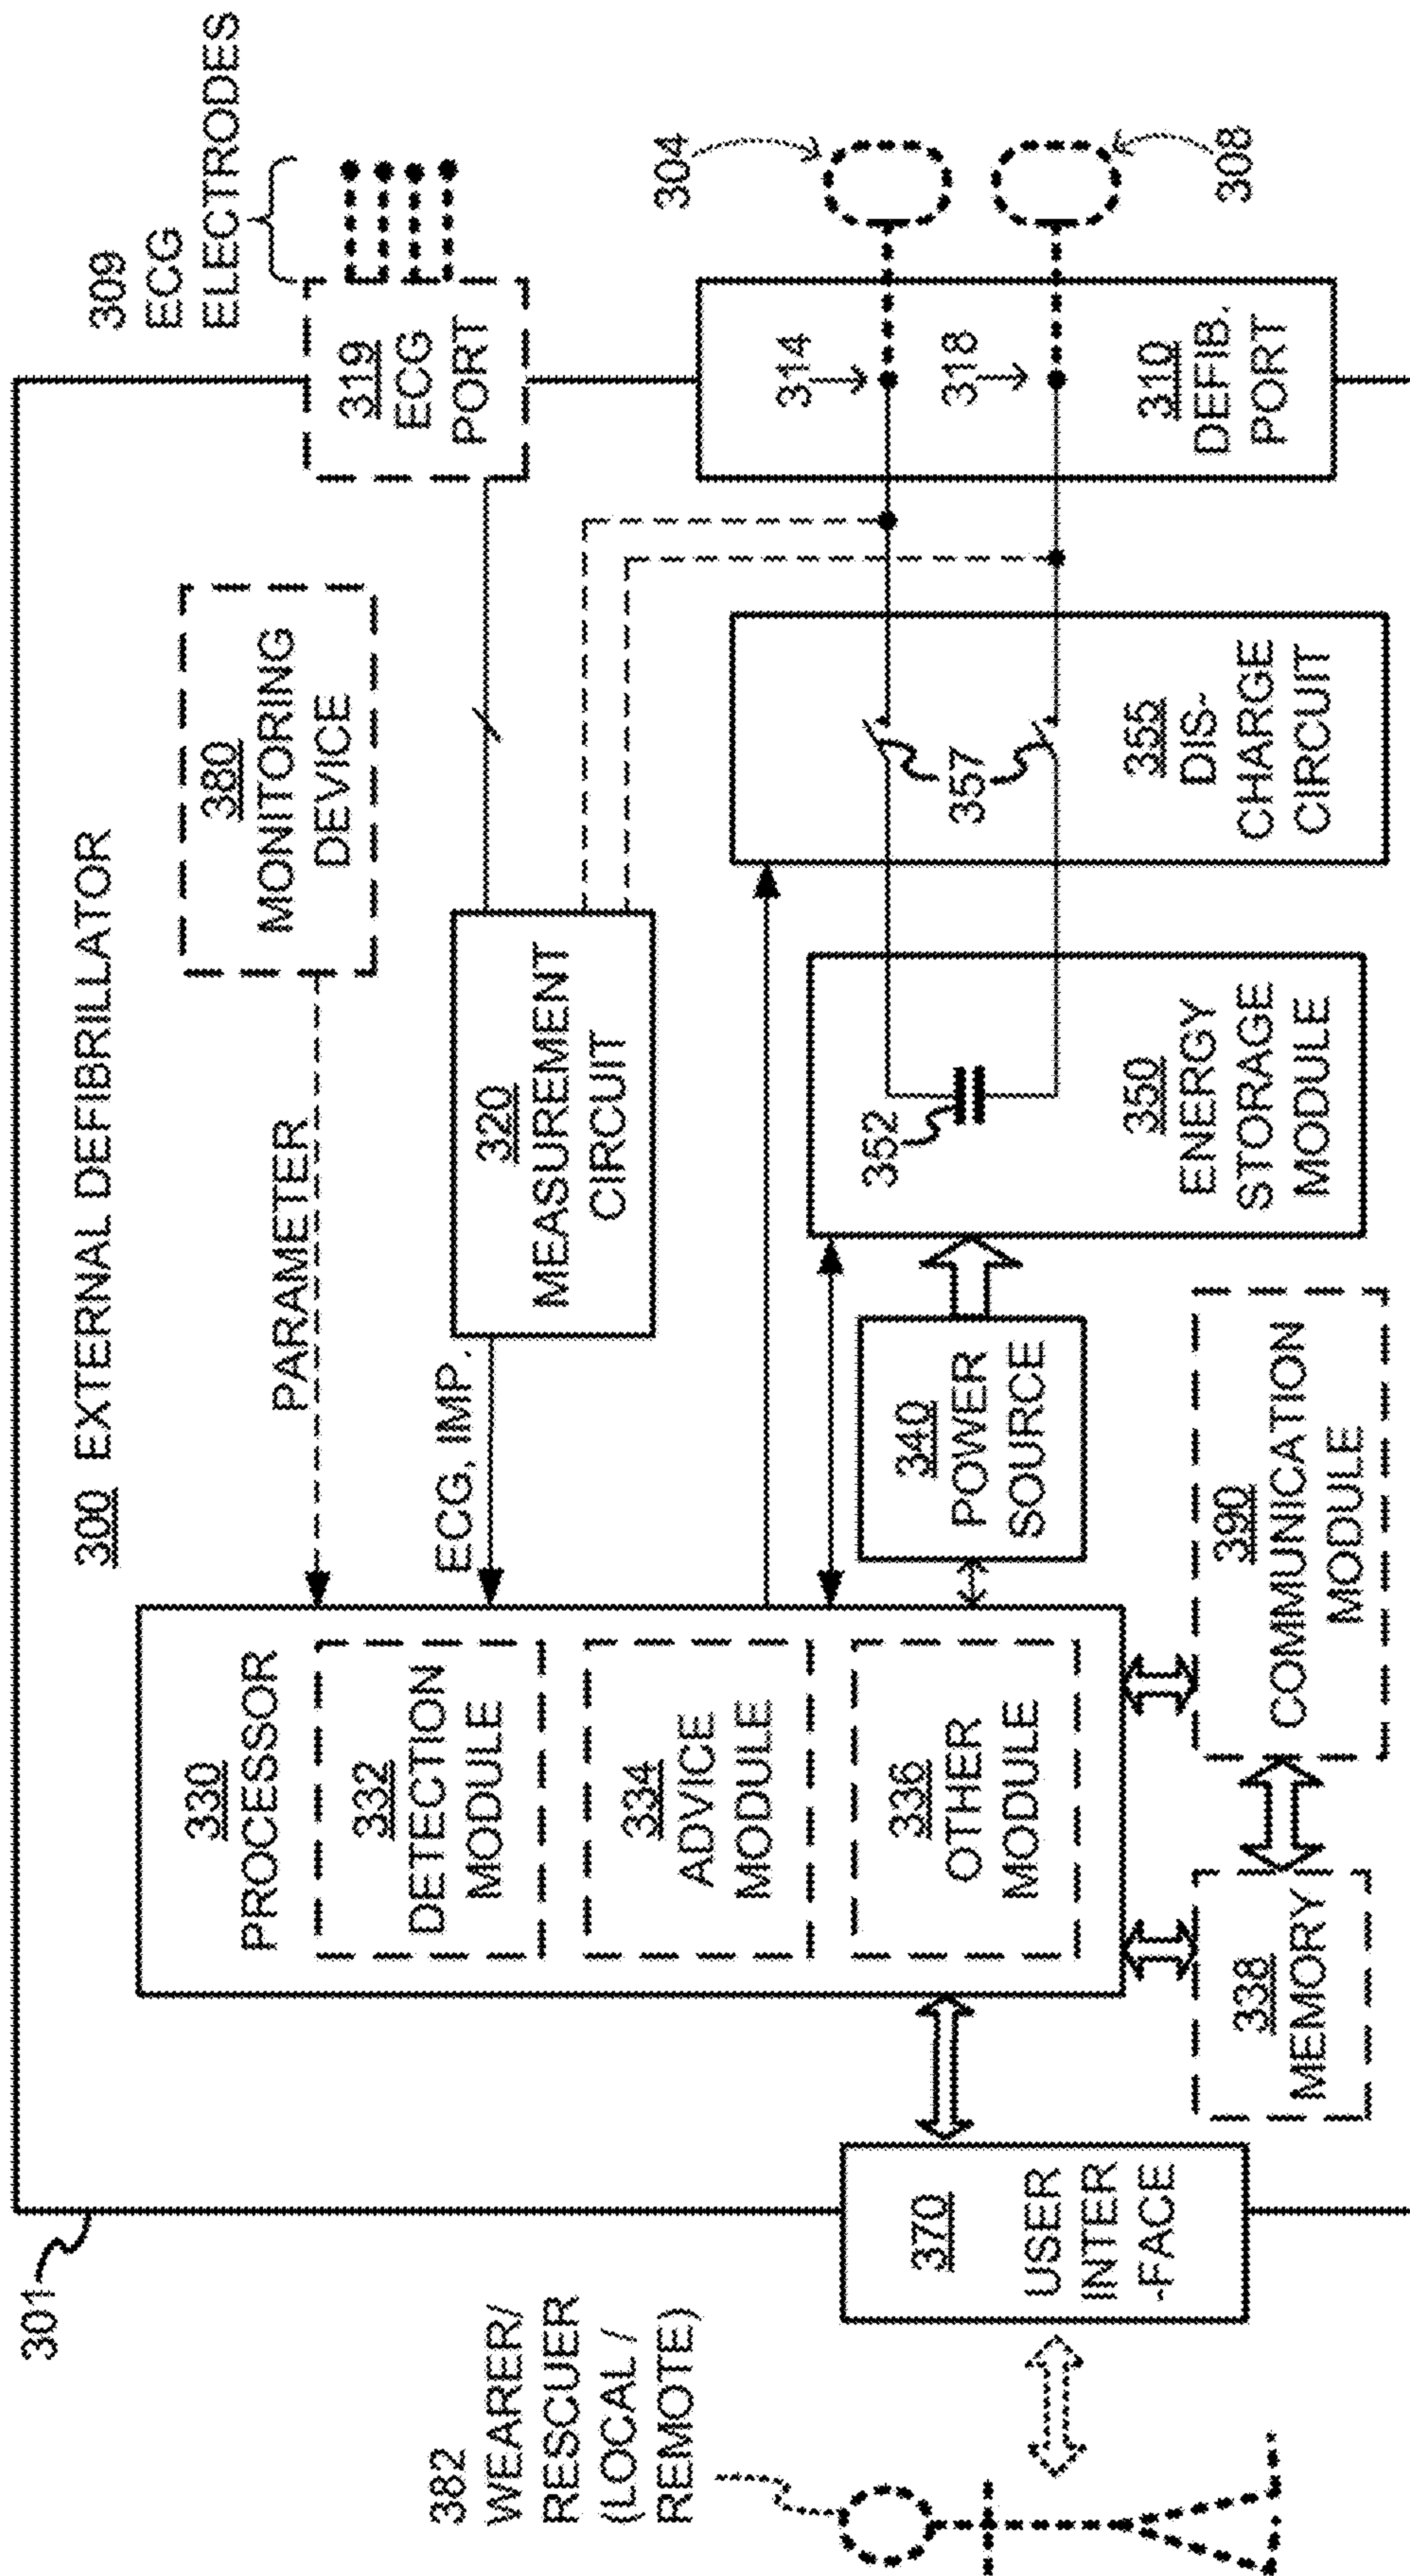 300 EXTERNAL DEFIBRILLATOR
301
309
ECG
ELECTRODES
319
ECG
PORT
380
MONITORING
DEVICE
PARAMETER
320
MEASUREMENT
CIRCUIT
ECG, IMP.
330
PROCESSOR
332
DETECTION
MODULE
334
ADVICE
MODULE
336
OTHER
MODULE
304
308
314
318
310
DEFIB.
PORT
357
355
DIS-
CHARGE
CIRCUIT
352
350
ENERGY
STORAGE
MODULE
340
POWER
SOURCE
390
COMMUNICATION
MODULE
338
MEMORY
370
USER
INTER
-FACE
382
WEARER/
RESCUER
(LOCAL /
REMOTE)